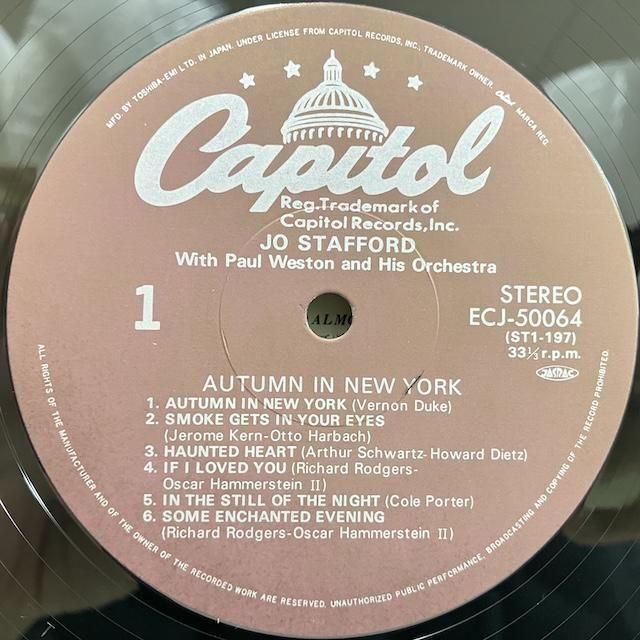 MFD. BY TOSHIBA-EMI LTD. IN JAPAN. UNDER LICENSE FROM CAPITOL RECORDS, INC., TRADEMARK OWNER. Capitol MARCA REG.
Capitol
Reg. Trademark of
Capitol Records, Inc.
JO STAFFORD
With Paul Weston and His Orchestra
1
STEREO
ECJ-50064
(ST1-197)
33⅓ r.p.m.
JASRAC
ALMO
AUTUMN IN NEW YORK
1. AUTUMN IN NEW YORK (Vernon Duke)
2. SMOKE GETS IN YOUR EYES
(Jerome Kern-Otto Harbach)
3. HAUNTED HEART (Arthur Schwartz-Howard Dietz)
4. IF I LOVED YOU (Richard Rodgers-
Oscar Hammerstein II)
5. IN THE STILL OF THE NIGHT (Cole Porter)
6. SOME ENCHANTED EVENING
(Richard Rodgers-Oscar Hammerstein II)
ALL RIGHTS OF THE MANUFACTURER AND OF THE OWNER OF THE RECORDED WORK ARE RESERVED. UNAUTHORIZED PUBLIC PERFORMANCE, BROADCASTING AND COPYING OF THE RECORD PROHIBITED.